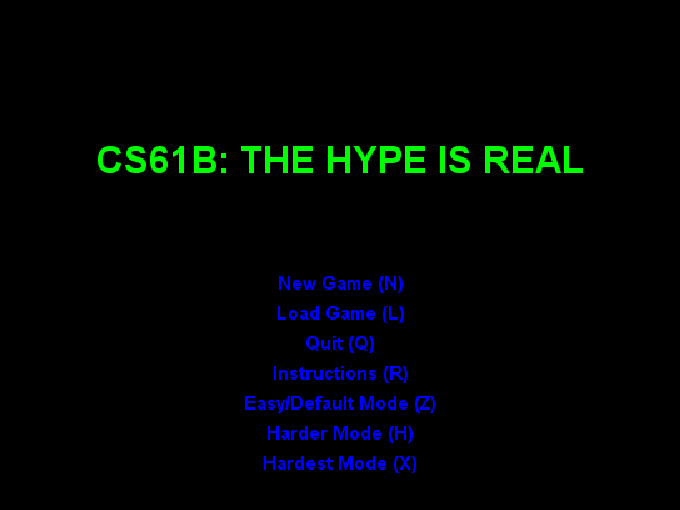 CS61B: THE HYPE IS REAL
New Game (N)
Load Game (L)
Quit (Q)
Instructions (R)
Easy/Default Mode (Z)
Harder Mode (H)
Hardest Mode (X)